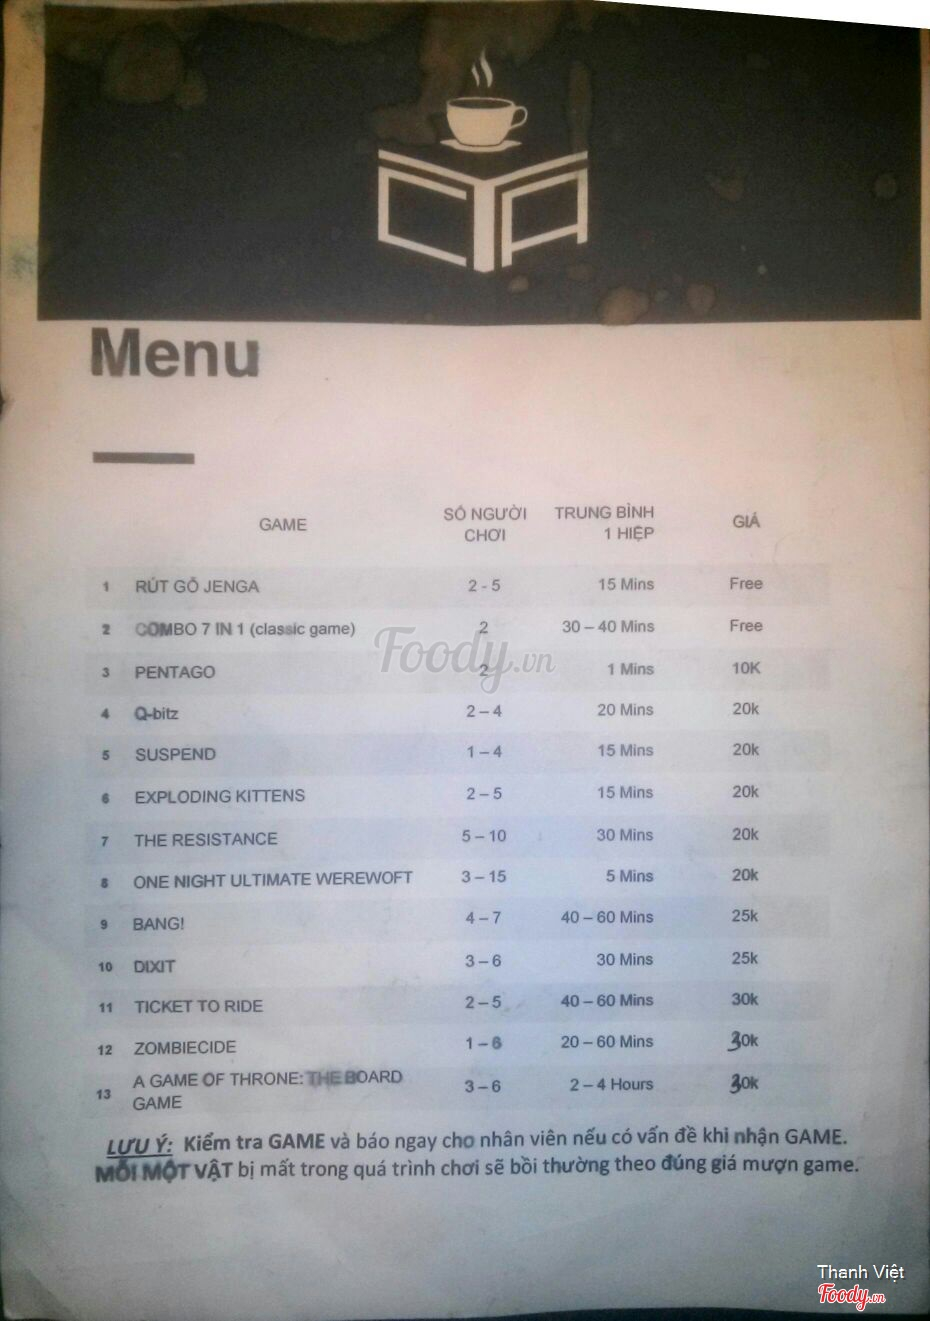 Menu
GAME SỐ NGƯỜI CHƠI TRUNG BÌNH 1 HIỆP GIÁ
1 RÚT GỖ JENGA 2 - 5 15 Mins Free
2 COMBO 7 IN 1 (classic game) 2 30 – 40 Mins Free
Foody.vn
3 PENTAGO 2 1 Mins 10K
4 Q-bitz 2 – 4 20 Mins 20k
5 SUSPEND 1 – 4 15 Mins 20k
6 EXPLODING KITTENS 2 – 5 15 Mins 20k
7 THE RESISTANCE 5 – 10 30 Mins 20k
8 ONE NIGHT ULTIMATE WEREWOFT 3 – 15 5 Mins 20k
9 BANG! 4 – 7 40 – 60 Mins 25k
10 DIXIT 3 – 6 30 Mins 25k
11 TICKET TO RIDE 2 – 5 40 – 60 Mins 30k
12 ZOMBIECIDE 1 – 6 20 – 60 Mins 30k
13 A GAME OF THRONE: THE BOARD GAME 3 – 6 2 – 4 Hours 30k
LƯU Ý: Kiểm tra GAME và báo ngay cho nhân viên nếu có vấn đề khi nhận GAME.
MỖI MỘT VẬT bị mất trong quá trình chơi sẽ bồi thường theo đúng giá mượn game.
Thanh Việt
Foody.vn